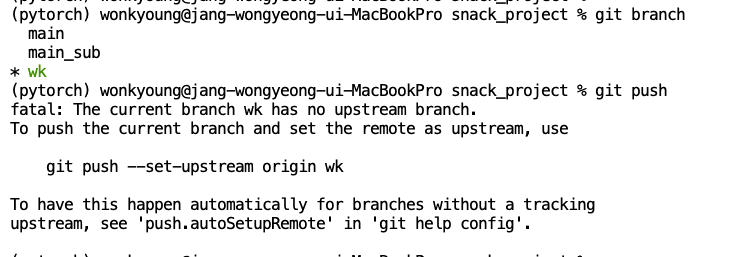 (pytorch) wonkyoung@jang-wongyeong-ui-MacBookPro snack_project % git branch
main
main_sub
* wk
(pytorch) wonkyoung@jang-wongyeong-ui-MacBookPro snack_project % git push
fatal: The current branch wk has no upstream branch.
To push the current branch and set the remote as upstream, use
git push --set-upstream origin wk
To have this happen automatically for branches without a tracking
upstream, see 'push.autoSetupRemote' in 'git help config'.